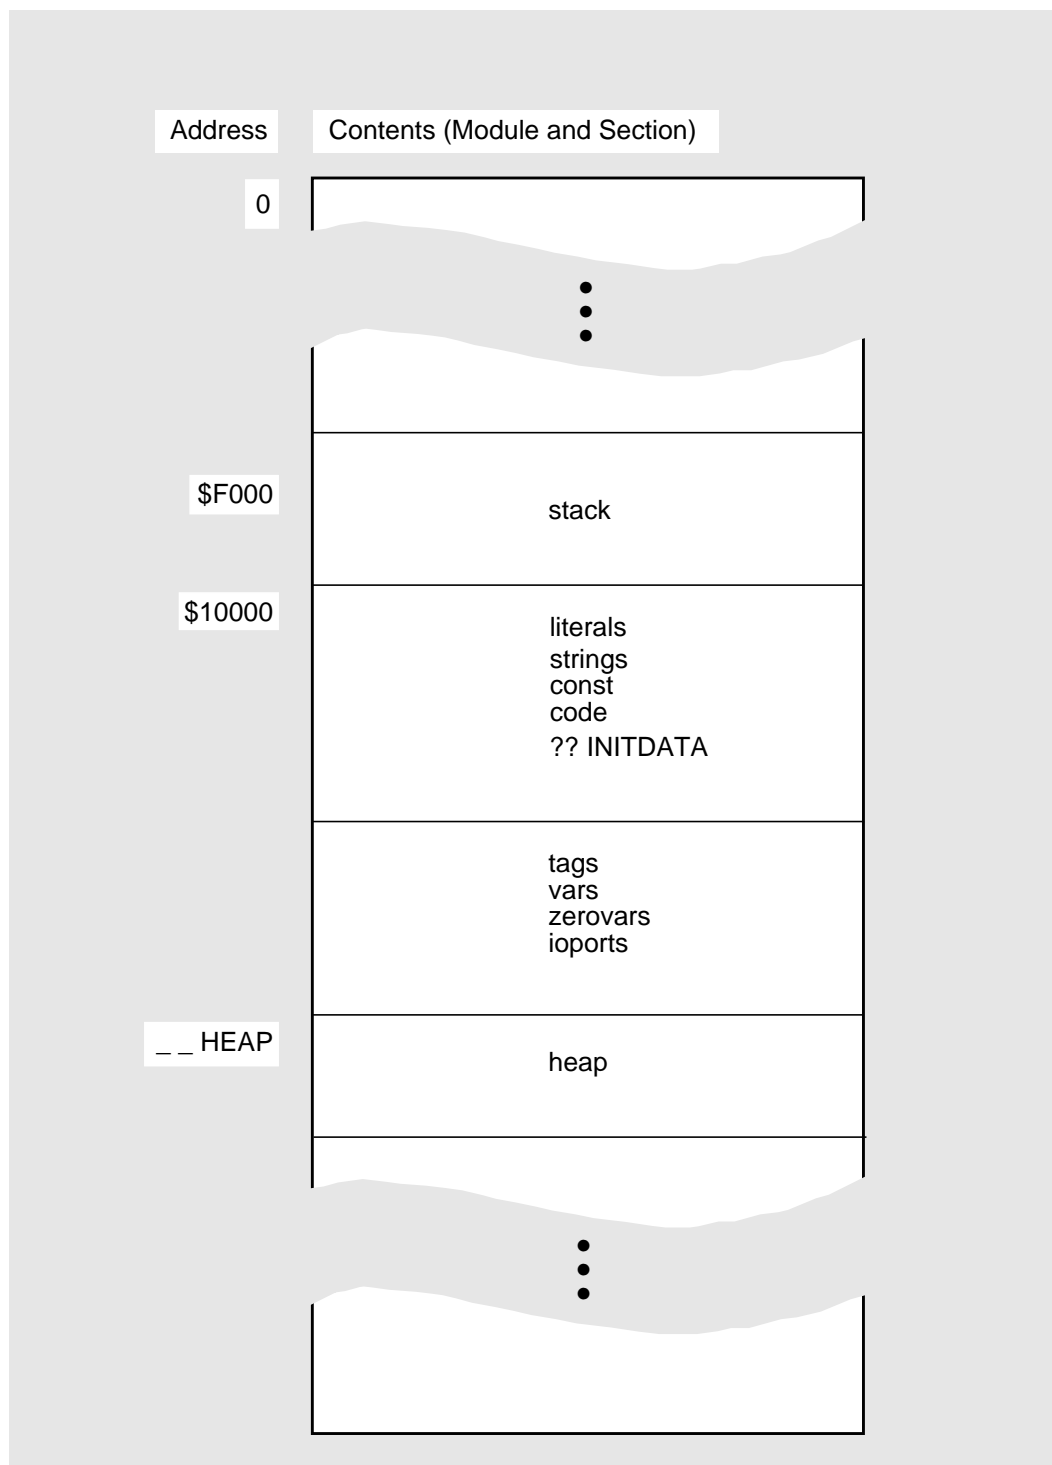 Address Contents (Module and Section)
0
$F000
stack
$10000
literals
strings
const
code
?? INITDATA
tags
vars
zerovars
ioports
_ _ HEAP
heap